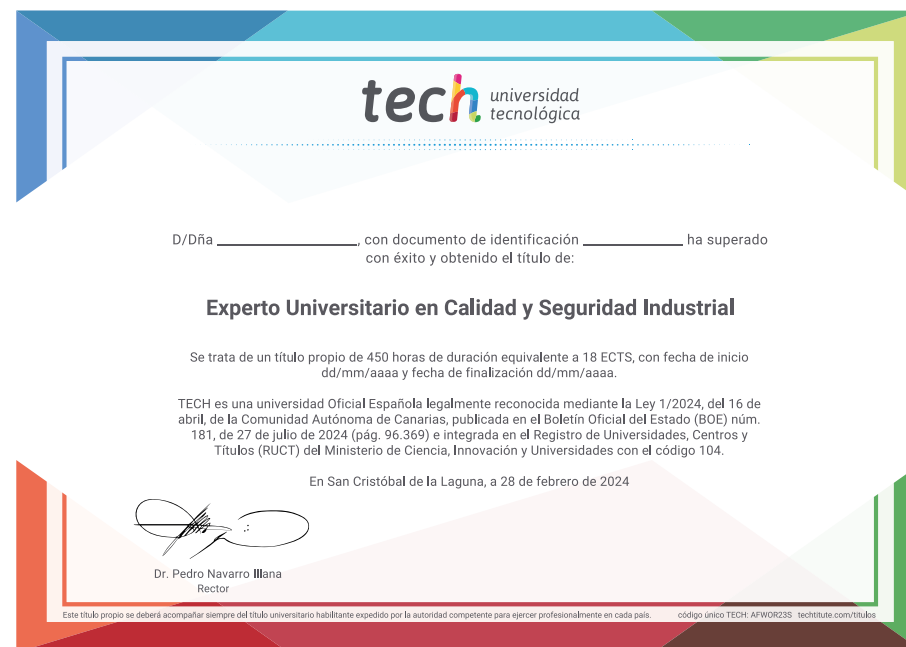 tech universidad
tecnológica
D/Dña ____________________, con documento de identificación ______________ ha superado
con éxito y obtenido el título de:
Experto Universitario en Calidad y Seguridad Industrial
Se trata de un título propio de 450 horas de duración equivalente a 18 ECTS, con fecha de inicio
dd/mm/aaaa y fecha de finalización dd/mm/aaaa.
TECH es una universidad Oficial Española legalmente reconocida mediante la Ley 1/2024, del 16 de
abril, de la Comunidad Autónoma de Canarias, publicada en el Boletín Oficial del Estado (BOE) núm.
181, de 27 de julio de 2024 (pág. 96.369) e integrada en el Registro de Universidades, Centros y
Títulos (RUCT) del Ministerio de Ciencia, Innovación y Universidades con el código 104.
En San Cristóbal de la Laguna, a 28 de febrero de 2024
Dr. Pedro Navarro Illana
Rector
Este título propio se deberá acompañar siempre del título universitario habilitante expedido por la autoridad competente para ejercer profesionalmente en cada país. código único TECH: AFWOR23S techtitute.com/titulos